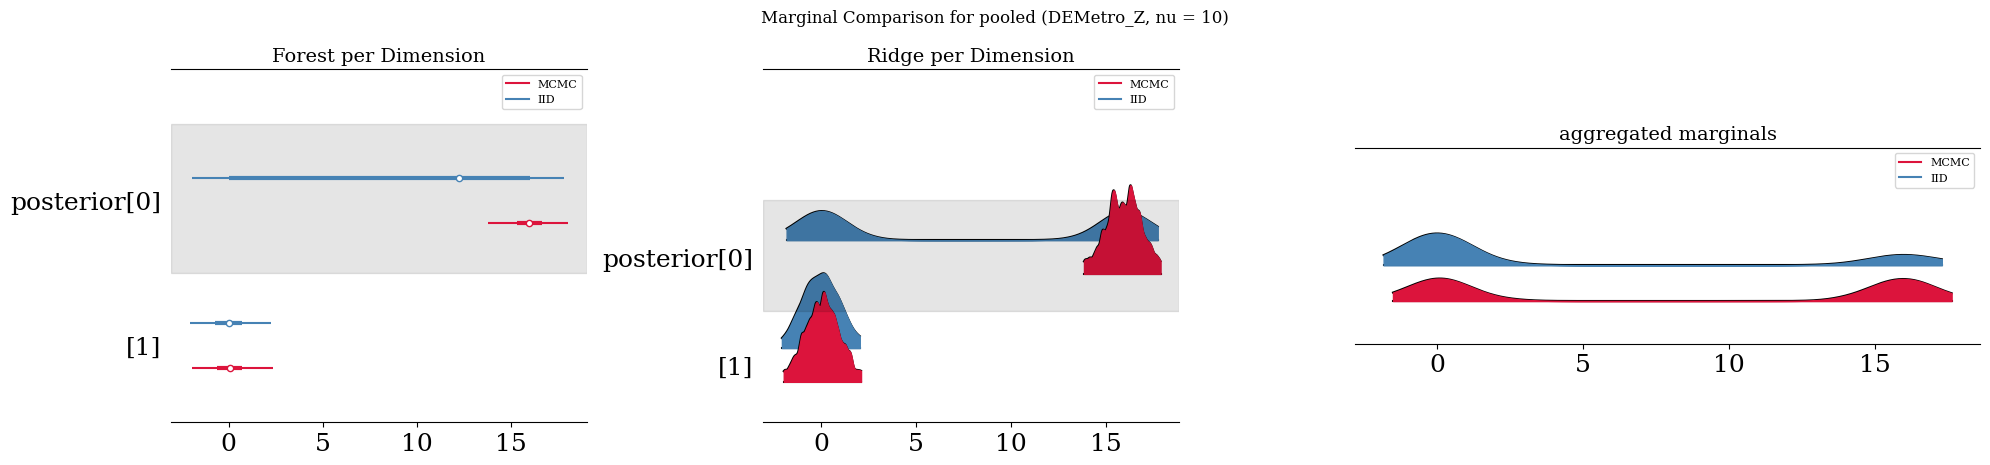 Marginal Comparison for pooled (DEMetro_Z, nu = 10)
Forest per Dimension
MCMC
IID
posterior[0]
[1]
0 5 10 15
Ridge per Dimension
MCMC
IID
posterior[0]
[1]
0 5 10 15
aggregated marginals
MCMC
IID
0 5 10 15